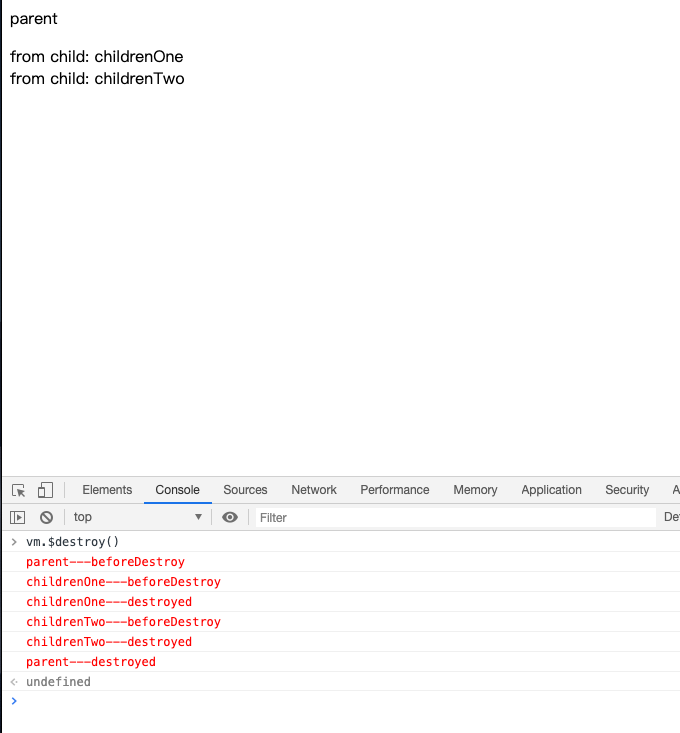 parent
from child: childrenOne
from child: childrenTwo
Elements Console Sources Network Performance Memory Application Security A
top Filter De
vm.$destroy()
parent---beforeDestroy
childrenOne---beforeDestroy
childrenOne---destroyed
childrenTwo---beforeDestroy
childrenTwo---destroyed
parent---destroyed
undefined